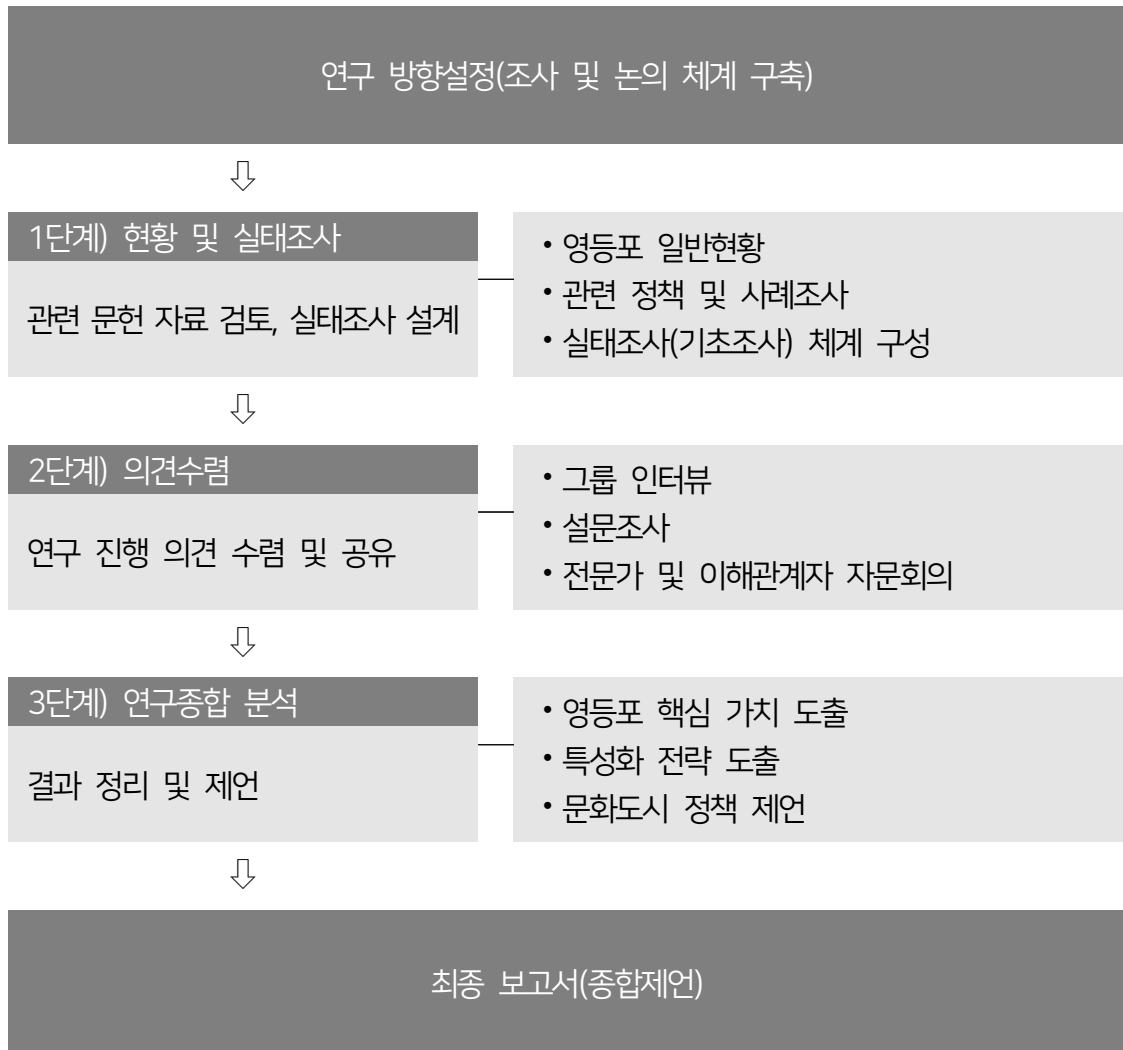 연구 방향설정(조사 및 논의 체계 구축)
⇩
1단계) 현황 및 실태조사
관련 문헌 자료 검토, 실태조사 설계
• 영등포 일반현황
• 관련 정책 및 사례조사
• 실태조사(기초조사) 체계 구성
⇩
2단계) 의견수렴
연구 진행 의견 수렴 및 공유
• 그룹 인터뷰
• 설문조사
• 전문가 및 이해관계자 자문회의
⇩
3단계) 연구종합 분석
결과 정리 및 제언
• 영등포 핵심 가치 도출
• 특성화 전략 도출
• 문화도시 정책 제언
⇩
최종 보고서(종합제언)